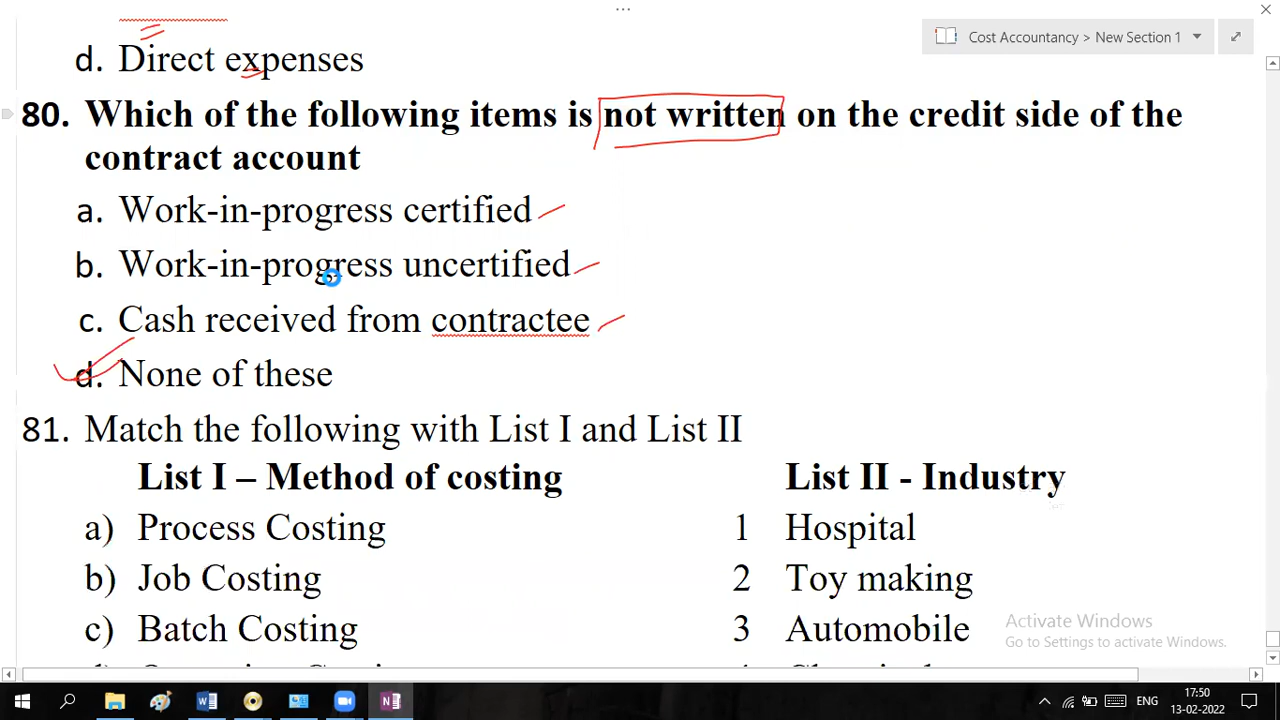 Cost Accountancy > New Section 1
d. Direct expenses
80. Which of the following items is not written on the credit side of the
contract account
a. Work-in-progress certified
b. Work-in-progress uncertified
c. Cash received from contractee
d. None of these
81. Match the following with List I and List II
List I – Method of costing List II - Industry
a) Process Costing 1 Hospital
b) Job Costing 2 Toy making
c) Batch Costing 3 Automobile
Activate Windows
Go to Settings to activate Windows.
ENG
17:50
13-02-2022